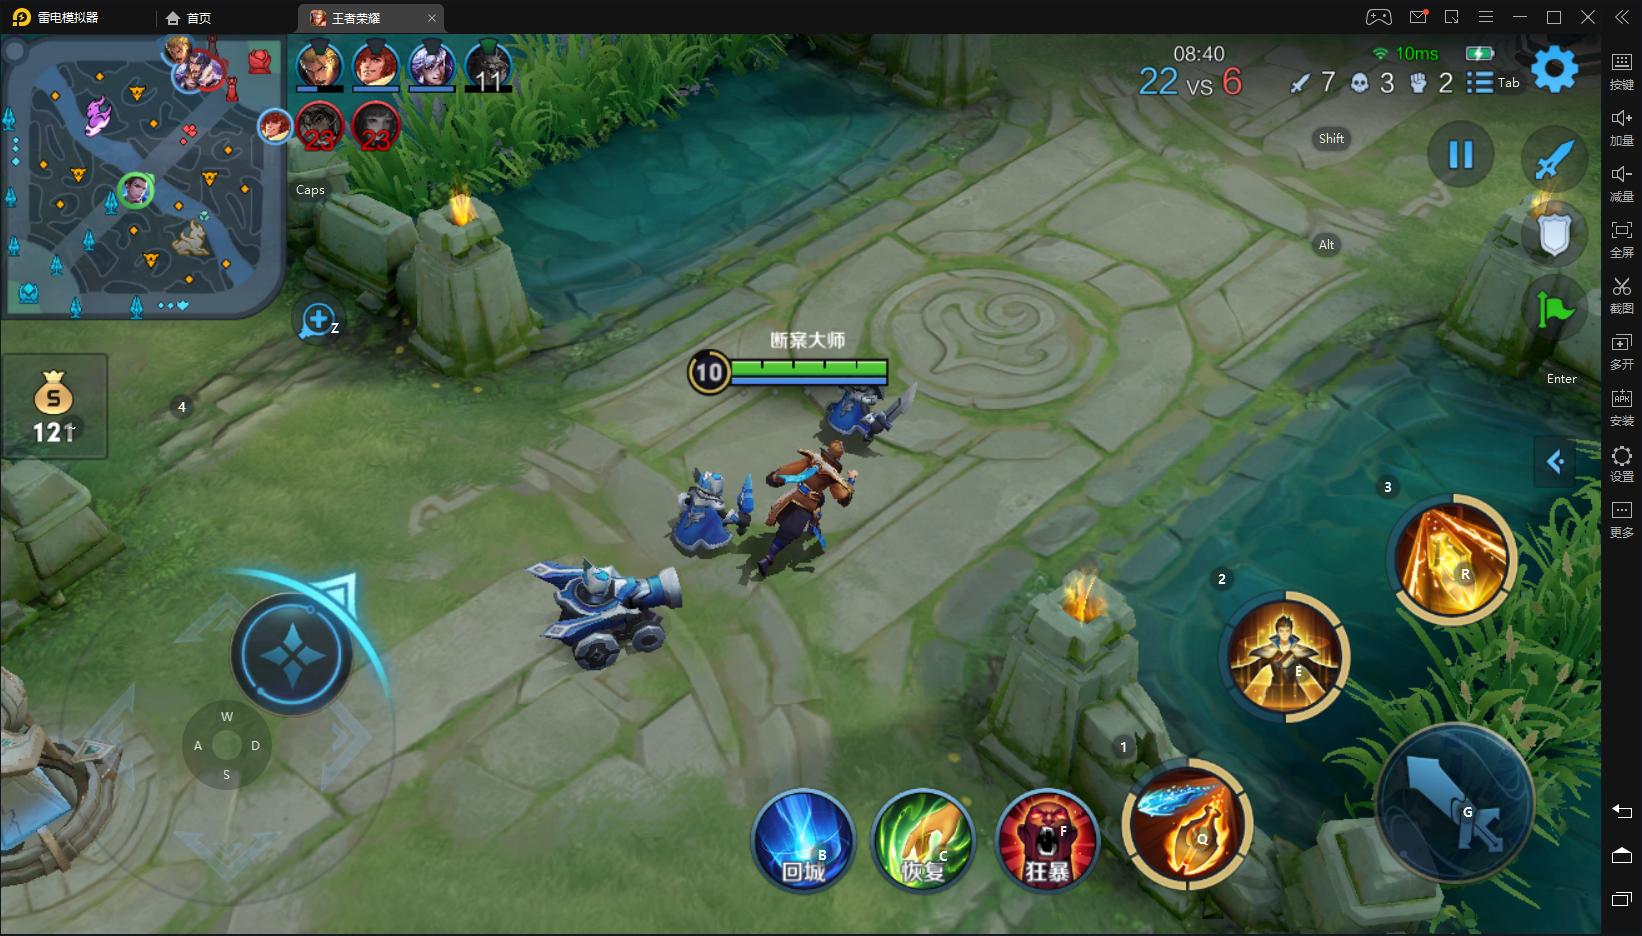 雷电模拟器
首页
王者荣耀
11
23
23
08:40
22 vs 6
10ms
7
3
2
Tab
Shift
Caps
Alt
Z
Enter
断案大师
10
S
4
3
R
2
E
1
Q
G
W
A
D
S
B
回城
C
恢复
F
狂暴
按键
加量
减量
全屏
截图
多开
APK
安装
设置
更多